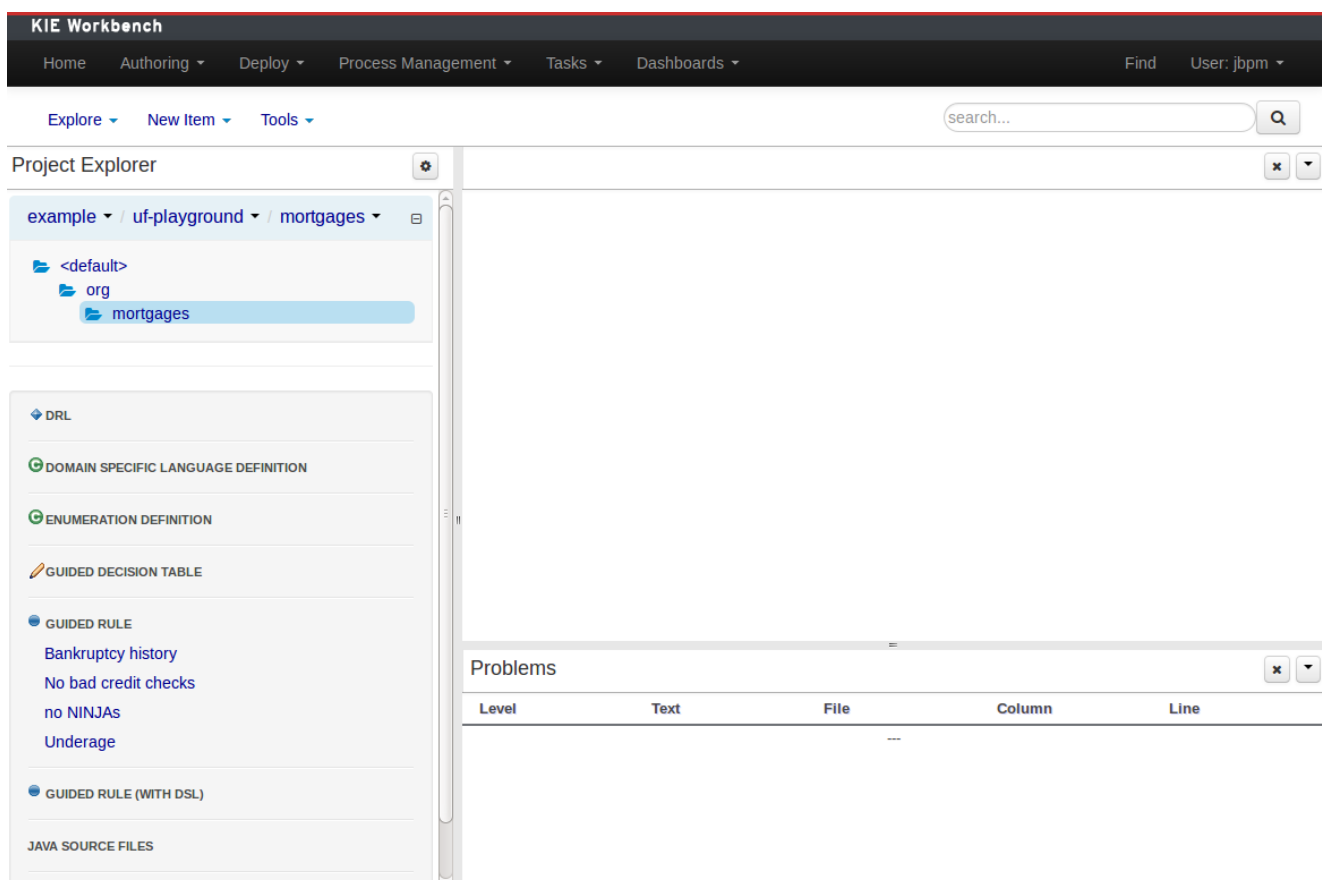 KIE Workbench
Home Authoring Deploy Process Management Tasks Dashboards Find User: jbpm
Explore New Item Tools search...
Project Explorer
example / uf-playground / mortgages
<default>
org
mortgages
DRL
DOMAIN SPECIFIC LANGUAGE DEFINITION
ENUMERATION DEFINITION
GUIDED DECISION TABLE
GUIDED RULE
Bankruptcy history
No bad credit checks
no NINJAs
Underage
GUIDED RULE (WITH DSL)
JAVA SOURCE FILES
Problems
Level Text File Column Line
---